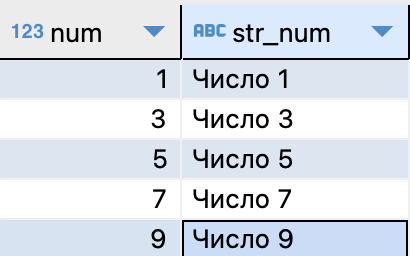 123 num ABC str_num
1 Число 1
3 Число 3
5 Число 5
7 Число 7
9 Число 9